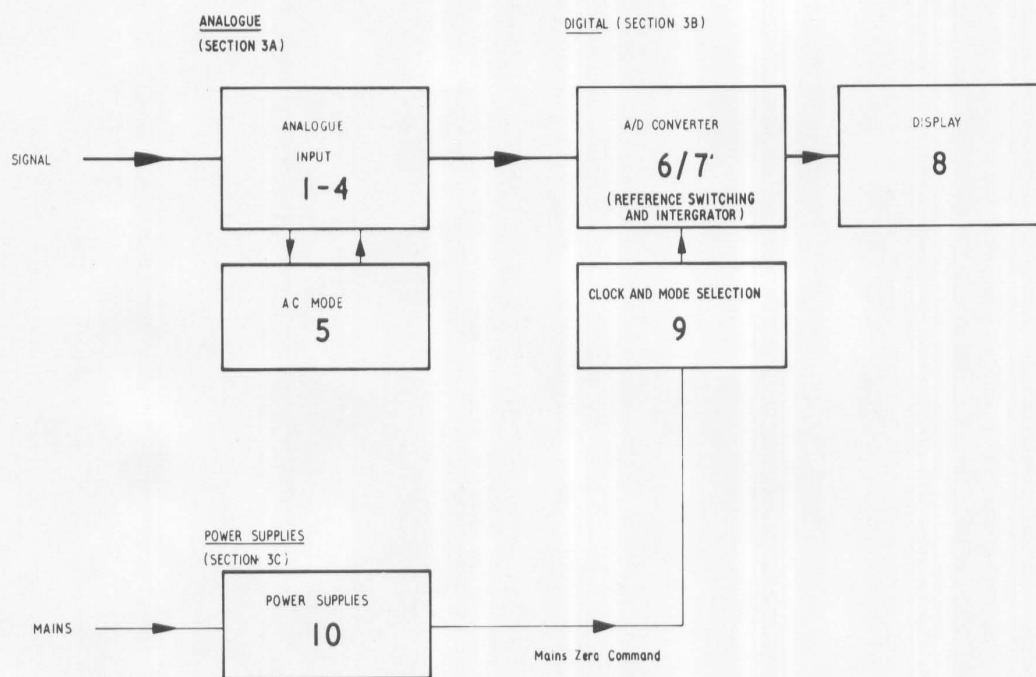 ANALOGUE
(SECTION 3A)
DIGITAL (SECTION 3B)
SIGNAL
ANALOGUE
INPUT
1-4
A/D CONVERTER
6/7
(REFERENCE SWITCHING
AND INTERGRATOR)
DISPLAY
8
AC MODE
5
CLOCK AND MODE SELECTION
9
POWER SUPPLIES
(SECTION 3C)
MAINS
POWER SUPPLIES
10
Mains Zero Command